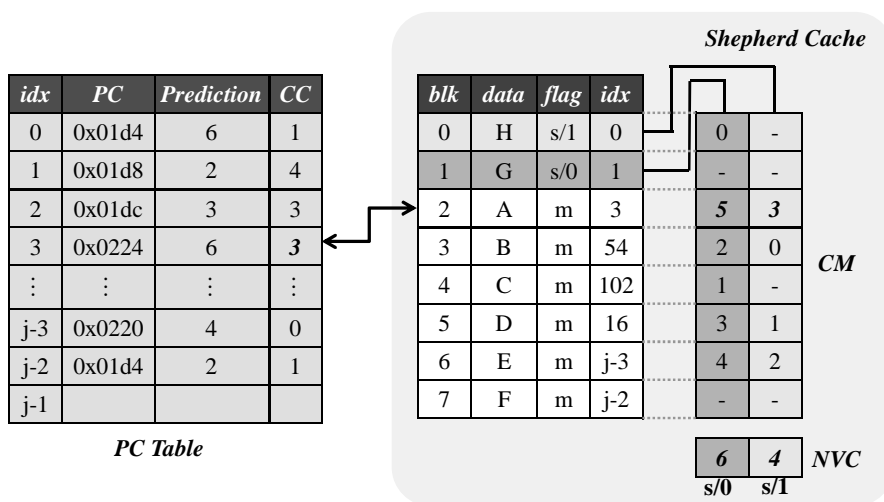 Shepherd Cache
idx PC Prediction CC
0 0x01d4 6 1
1 0x01d8 2 4
2 0x01dc 3 3
3 0x0224 6 3
⋮ ⋮ ⋮ ⋮
j-3 0x0220 4 0
j-2 0x01d4 2 1
j-1
PC Table
blk data flag idx
0 H s/1 0 0 -
1 G s/0 1 - -
2 A m 3 5 3
3 B m 54 2 0
4 C m 102 1 -
5 D m 16 3 1
6 E m j-3 4 2
7 F m j-2 - -
CM
6 4 NVC
s/0 s/1